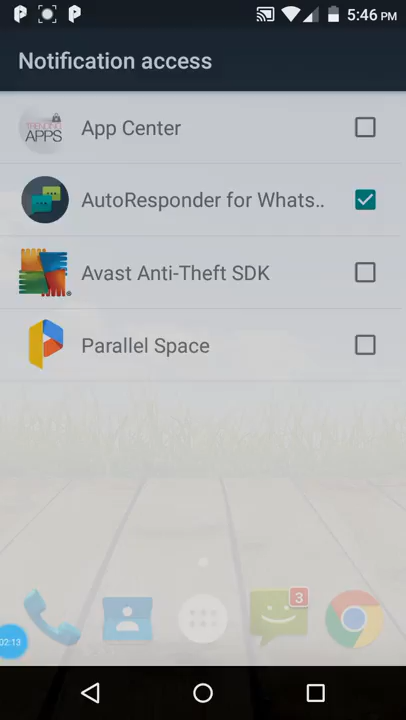 5:46 PM
Notification access
TRENDING
APPS
App Center
AutoResponder for Whats..
Avast Anti-Theft SDK
Parallel Space
3
02:13